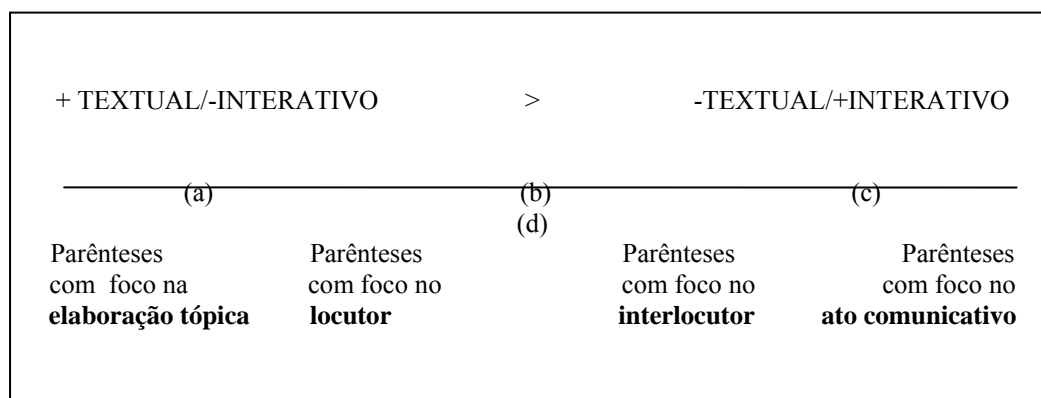 + TEXTUAL/-INTERATIVO > -TEXTUAL/+INTERATIVO
(a) (b) (c)
(d)
Parênteses Parênteses Parênteses Parênteses
com foco na com foco no com foco no com foco no
elaboração tópica locutor interlocutor ato comunicativo